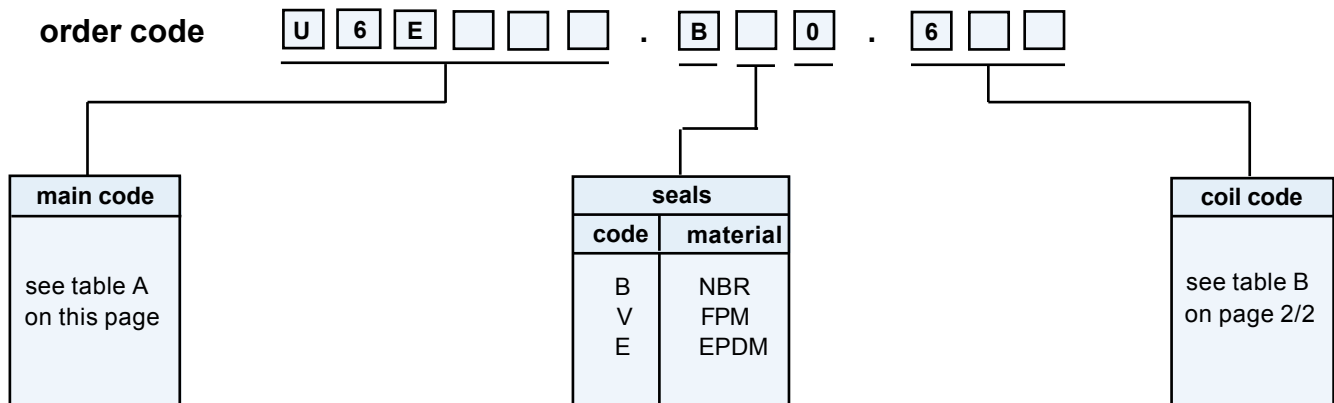 order code U 6 E . B 0 . 6
main code
see table A
on this page
seals
code material
B NBR
V FPM
E EPDM
coil code
see table B
on page 2/2